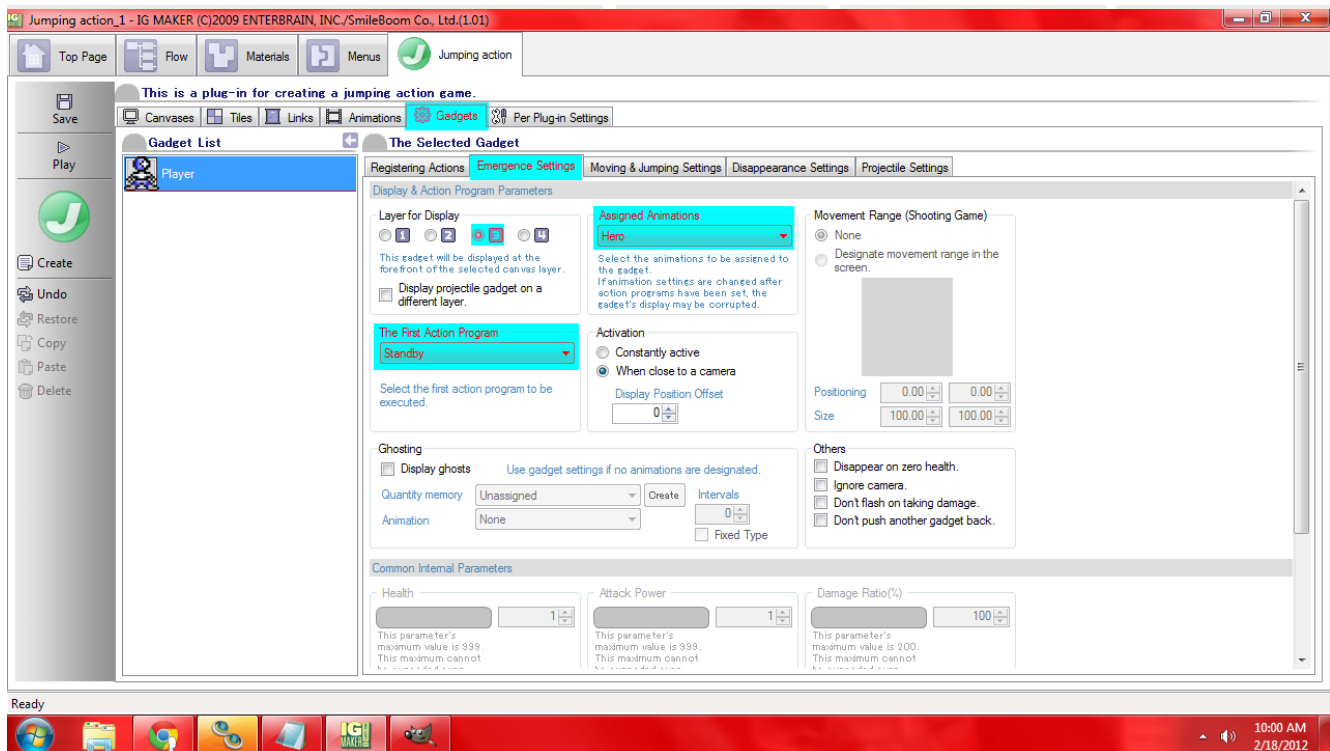 Jumping action_1 - IG MAKER (C)2009 ENTERBRAIN, INC./SmileBoom Co., Ltd.(1.01)
Top Page
Flow
Materials
Menus
Jumping action
Save
Play
Create
Undo
Restore
Copy
Paste
Delete
This is a plug-in for creating a jumping action game.
Canvases
Tiles
Links
Animations
Gadgets
Per Plug-in Settings
Gadget List
Player
The Selected Gadget
Registering Actions
Emergence Settings
Moving & Jumping Settings
Disappearance Settings
Projectile Settings
Display & Action Program Parameters
Layer for Display
1
2
3
4
This gadget will be displayed at the
forefront of the selected canvas layer.
Display projectile gadget on a
different layer.
Assigned Animations
Hero
Select the animations to be assigned to
the gadget.
If animation settings are changed after
action programs have been set, the
gadget's display may be corrupted.
Movement Range (Shooting Game)
None
Designate movement range in the
screen.
Positioning 0.00 0.00
Size 100.00 100.00
The First Action Program
Standby
Select the first action program to be
executed.
Activation
Constantly active
When close to a camera
Display Position Offset
0
Ghosting
Display ghosts
Use gadget settings if no animations are designated.
Quantity memory Unassigned Create Intervals
Animation None 0
Fixed Type
Others
Disappear on zero health.
Ignore camera.
Don't flash on taking damage.
Don't push another gadget back.
Common Internal Parameters
Health
1
This parameter's
maximum value is 999.
This maximum cannot
Attack Power
1
This parameter's
maximum value is 999.
This maximum cannot
Damage Ratio(%)
100
This parameter's
maximum value is 200.
This maximum cannot
Ready
IG
MAKER
10:00 AM
2/18/2012